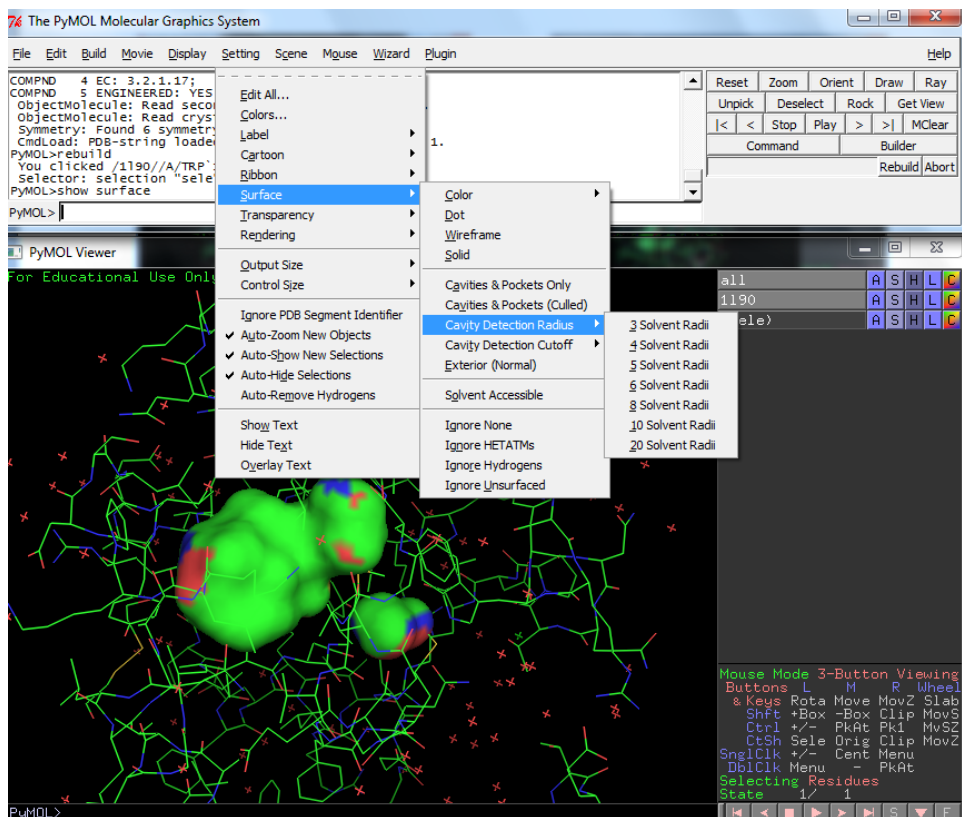 The PyMOL Molecular Graphics System
File Edit Build Movie Display Setting Scene Mouse Wizard Plugin Help
COMPND 4 EC: 3.2.1.17;
COMPND 5 ENGINEERED: YES
ObjectMolecule: Read
ObjectMolecule: Read
Symmetry: Found 6
CmdLoad: PDB-string
1.
PyMOL>rebuild
You clicked /1l90//A/TRP`
Selector: selection
PyMOL>show surface
PyMOL>
Reset Zoom Orient Draw Ray
Unpick Deselect Rock Get View
|< < Stop Play > >| MClear
Command Builder
Rebuild Abort
Edit All...
Colors...
Label
Cartoon
Ribbon
Surface
Transparency
Rendering
Output Size
Control Size
Ignore PDB Segment Identifier
Auto-Zoom New Objects
Auto-Show New Selections
Auto-Hide Selections
Auto-Remove Hydrogens
Show Text
Hide Text
Overlay Text
Color
Dot
Wireframe
Solid
Cavities & Pockets Only
Cavities & Pockets (Culled)
Cavity Detection Radius
Cavity Detection Cutoff
Exterior (Normal)
Solvent Accessible
Ignore None
Ignore HETATMs
Ignore Hydrogens
Ignore Unsurfaced
3 Solvent Radii
4 Solvent Radii
5 Solvent Radii
6 Solvent Radii
8 Solvent Radii
10 Solvent Radii
20 Solvent Radii
PyMOL Viewer
For Educational Use Only
all A S H L C
1l90 A S H L C
ele) A S H L C
Mouse Mode 3-Button Viewing
Buttons L M R Wheel
& Keys Rota Move MovZ Slab
Shft +Box -Box Clip MovS
Ctrl +/- PkAt Pk1 MvSZ
CtSh Sele Orig Clip MovZ
SnglClk +/- Cent Menu
DblClk Menu - PkAt
Selecting Residues
State 1/ 1
PyMOL>
S F